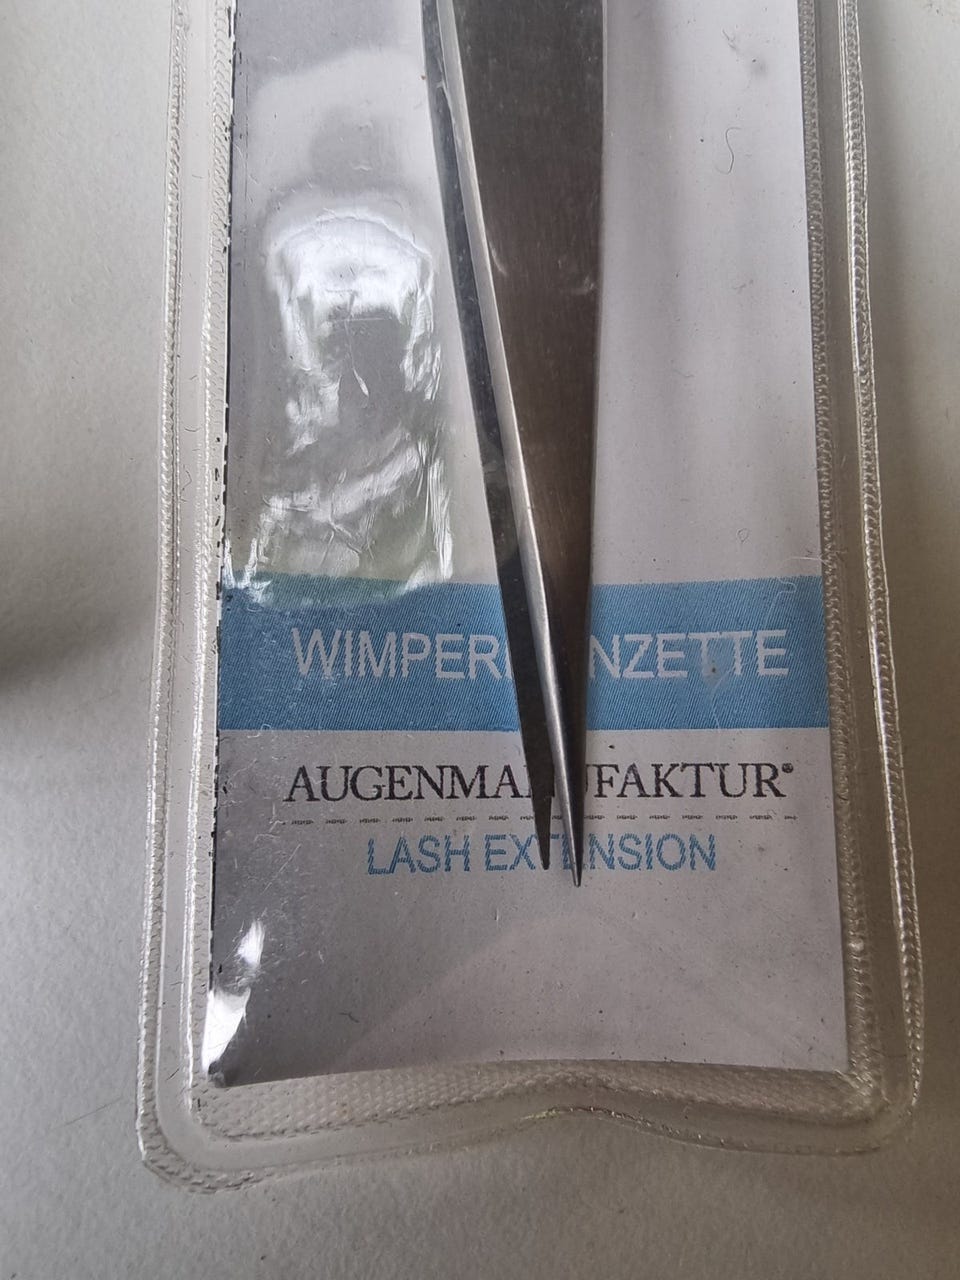 WIMPERNPINZETTE
AUGENMANUFAKTUR®
LASH EXTENSION